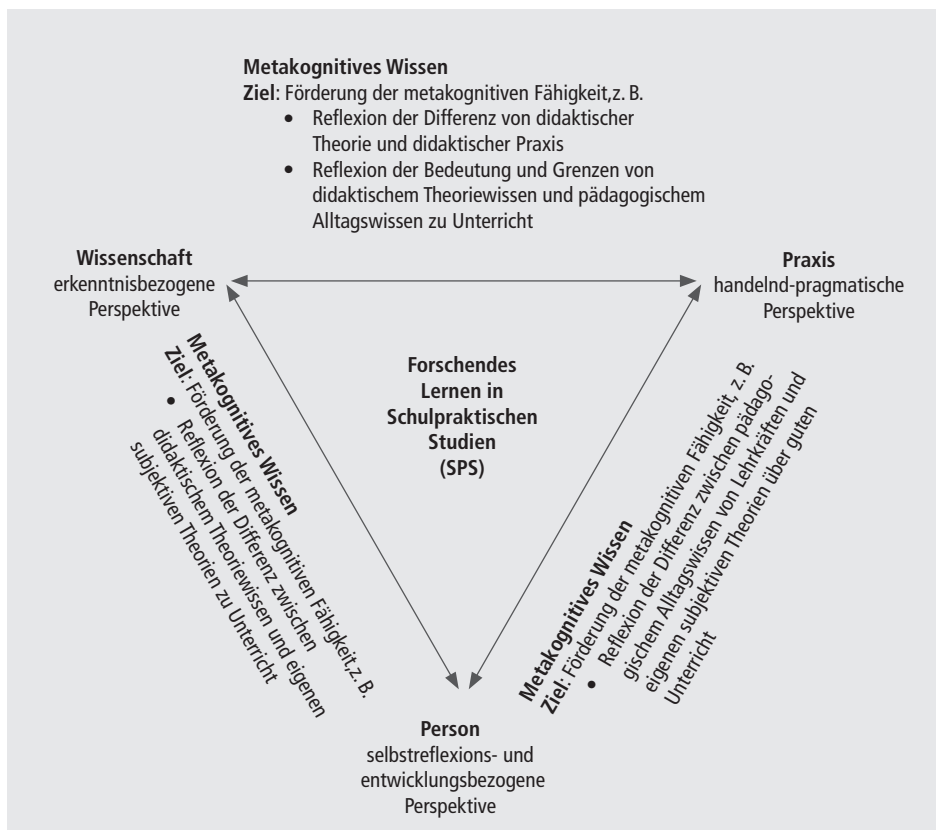 Metakognitives Wissen
Ziel: Förderung der metakognitiven Fähigkeit,z. B.
• Reflexion der Differenz von didaktischer
Theorie und didaktischer Praxis
• Reflexion der Bedeutung und Grenzen von
didaktischem Theoriewissen und pädagogischem
Alltagswissen zu Unterricht
Wissenschaft
erkenntnisbezogene
Perspektive
Praxis
handelnd-pragmatische
Perspektive
Forschendes
Lernen in
Schulpraktischen
Studien
(SPS)
Metakognitives Wissen
Ziel: Förderung der metakognitiven Fähigkeit,z. B.
• Reflexion der Differenz zwischen
didaktischem Theoriewissen und eigenen
subjektiven Theorien zu Unterricht
Metakognitives Wissen
Ziel: Förderung der metakognitiven Fähigkeit, z. B.
• Reflexion der Differenz zwischen pädago-
gischem Alltagswissen von Lehrkräften und
eigenen subjektiven Theorien über guten
Unterricht
Person
selbstreflexions- und
entwicklungsbezogene
Perspektive